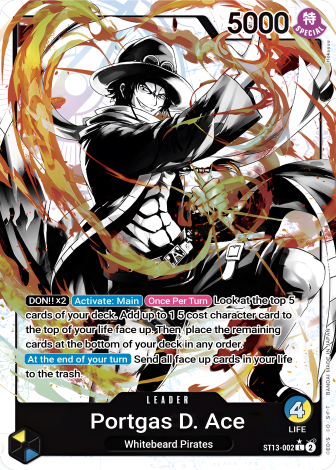 5000 特
SPECIAL
DON!! ×2 Activate: Main Once Per Turn Look at the top 5
cards of your deck. Add up to 1 5 cost character card to
the top of your life face up. Then, place the remaining
cards at the bottom of your deck in any order.
At the end of your turn Send all face up cards in your life
to the trash.
LEADER
Portgas D. Ace
Whitebeard Pirates
4
LIFE
ST13-002 L 2